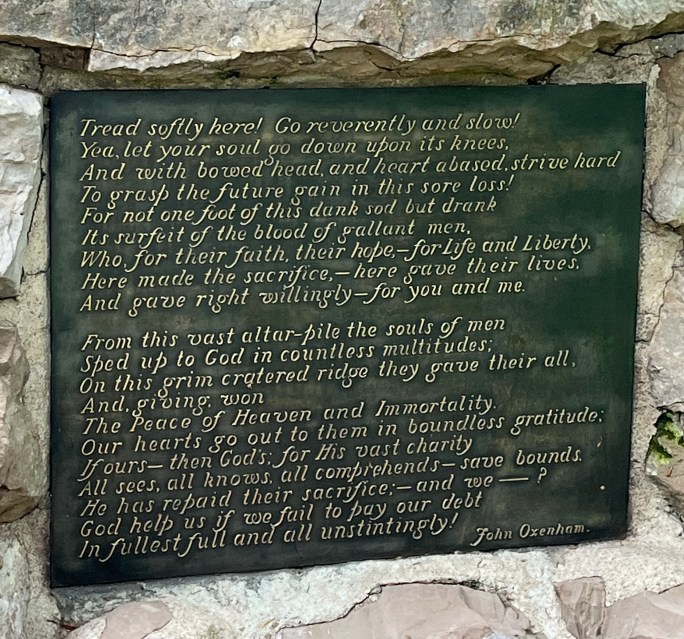 Tread softly here! Go reverently and slow!
Yea, let your soul go down upon its knees,
And with bowed head, and heart abased, strive hard
To grasp the future gain in this sore loss!
For not one foot of this dank sod but drank
Its surfeit of the blood of gallant men,
Who, for their faith, their hope,—for Life and Liberty,
Here made the sacrifice,—here gave their lives,
And gave right willingly—for you and me.
From this vast altar-pile the souls of men
Sped up to God in countless multitudes;
On this grim cratered ridge they gave their all,
And, giving, won
The Peace of Heaven and Immortality.
Our hearts go out to them in boundless gratitude;
If ours—then God's; for His vast charity
All sees, all knows, all comprehends—save bounds.
He has repaid their sacrifice;—and we — ?
God help us if we fail to pay our debt
In fullest full and all unstintingly!
John Oxenham.